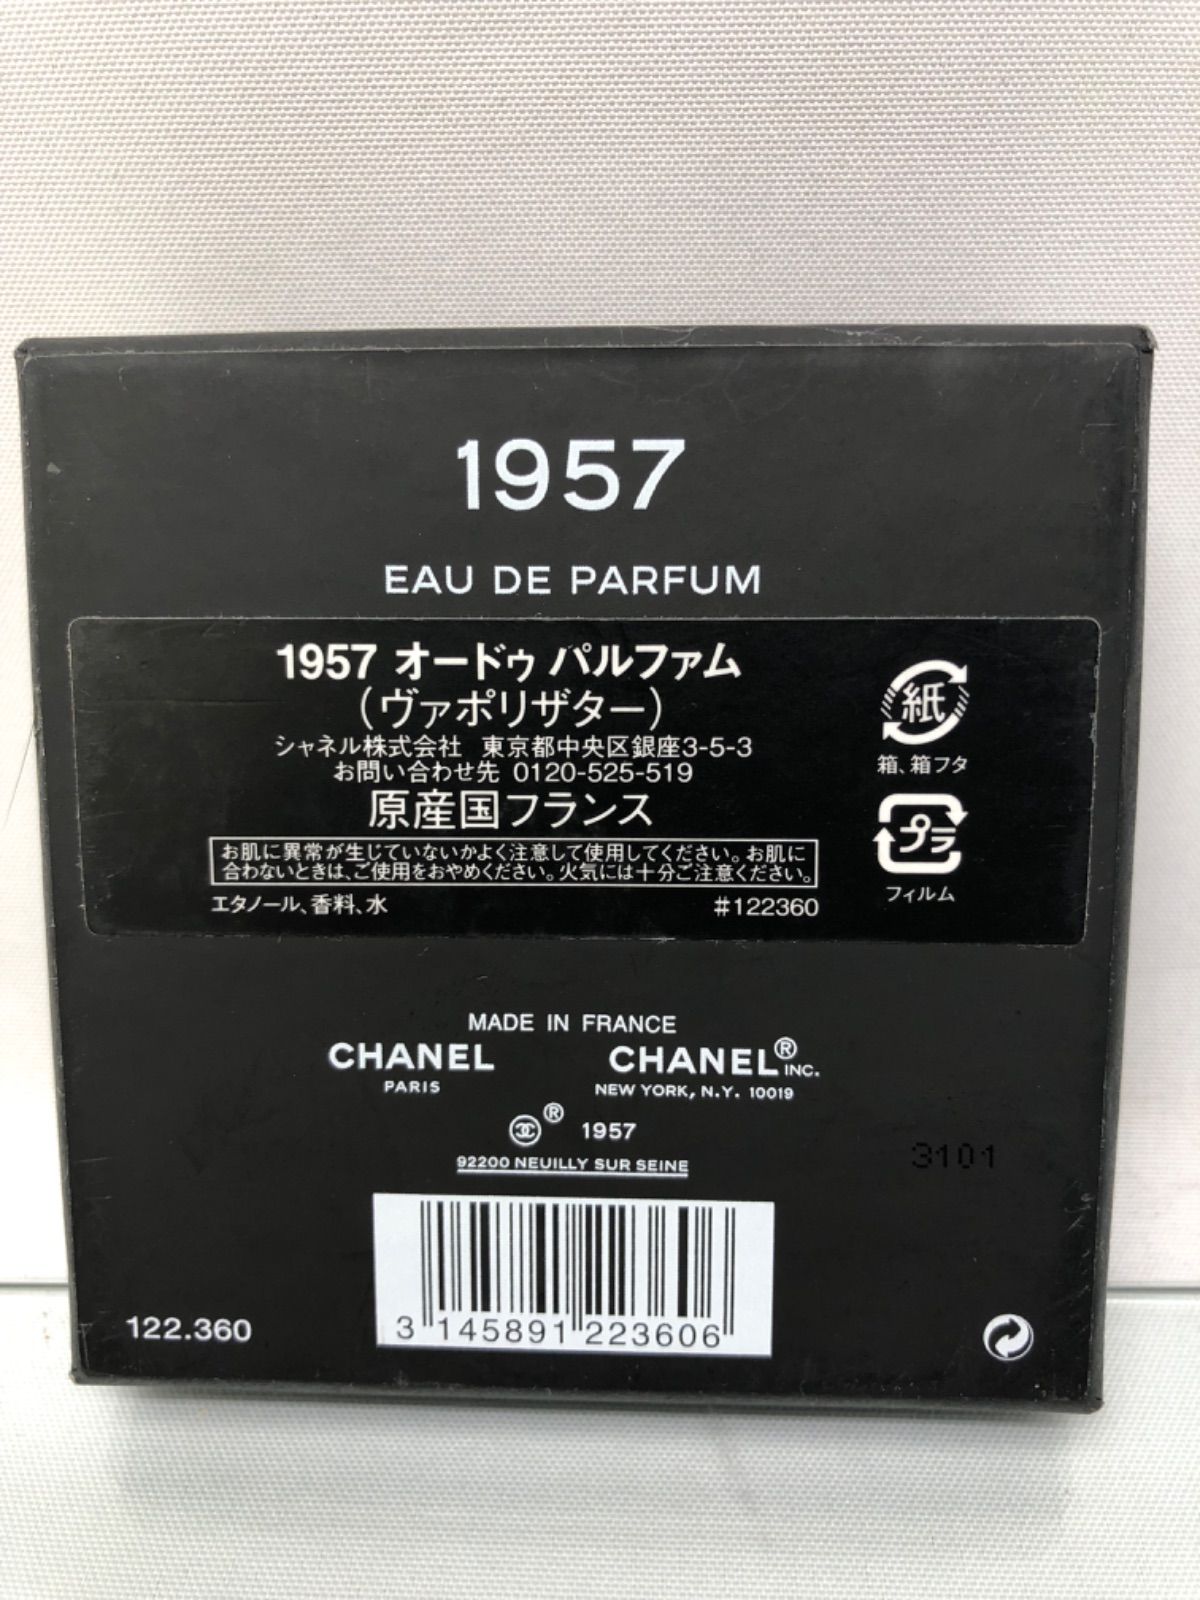 1957
EAU DE PARFUM
1957 オードゥ パルファム
(ヴァポリザター)
シャネル株式会社 東京都中央区銀座3-5-3
お問い合わせ先 0120-525-519
原産国フランス
お肌に異常が生じていないかよく注意して使用してください。お肌に
合わないときは、ご使用をおやめください。火気には十分ご注意ください。
エタノール、香料、水 #122360
紙
箱、箱フタ
プラ
フィルム
MADE IN FRANCE
CHANEL CHANEL® INC.
PARIS NEW YORK, N.Y. 10019
® 1957
92200 NEUILLY SUR SEINE
3101
122.360
3 145891 223606